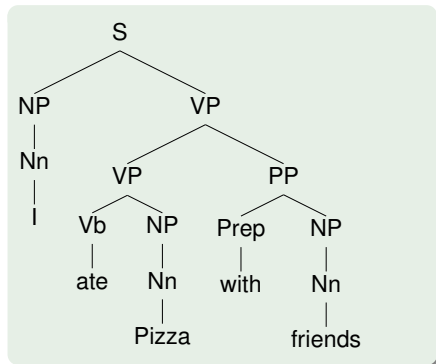 S
NP VP
Nn VP PP
I Vb NP Prep NP
ate Nn with Nn
Pizza friends